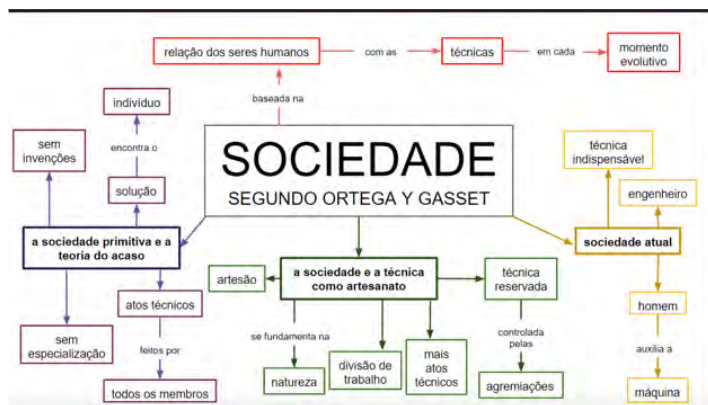 relação dos seres humanos
com as
técnicas
em cada
momento
evolutivo
baseada na
SOCIEDADE
SEGUNDO ORTEGA Y GASSET
indivíduo
encontra o
solução
sem
invenções
a sociedade primitiva e a
teoria do acaso
sem
especialização
atos técnicos
feitos por
todos os membros
a sociedade e a técnica
como artesanato
artesão
se fundamenta na
natureza
divisão de
trabalho
mais
atos
técnicos
técnica
reservada
controlada
pelas
agremiações
técnica
indispensável
engenheiro
sociedade atual
homem
auxilia a
máquina